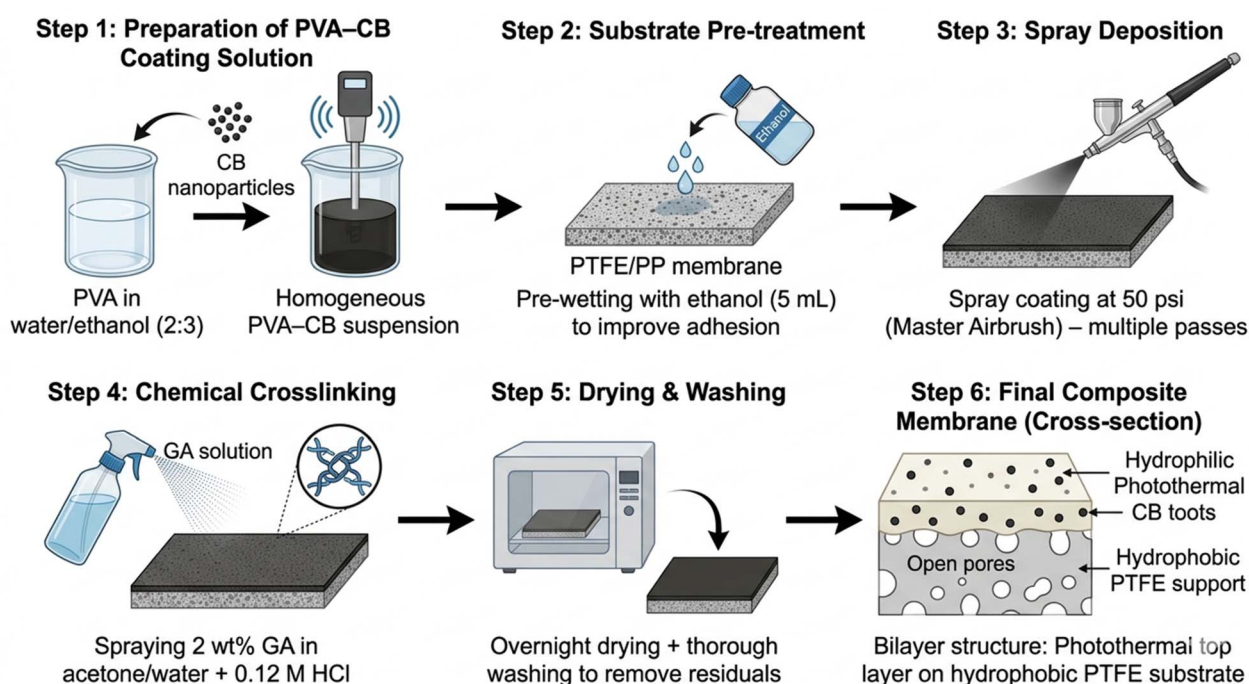 Step 1: Preparation of PVA–CB
Coating Solution
CB
nanoparticles
PVA in
water/ethanol (2:3)
Homogeneous
PVA–CB suspension
Step 2: Substrate Pre-treatment
Ethanol
PTFE/PP membrane
Pre-wetting with ethanol (5 mL)
to improve adhesion
Step 3: Spray Deposition
Spray coating at 50 psi
(Master Airbrush) – multiple passes
Step 4: Chemical Crosslinking
GA solution
Spraying 2 wt% GA in
acetone/water + 0.12 M HCl
Step 5: Drying & Washing
Overnight drying + thorough
washing to remove residuals
Step 6: Final Composite
Membrane (Cross-section)
Hydrophilic
Photothermal
CB toots
Open pores
Hydrophobic
PTFE support
Bilayer structure: Photothermal top
layer on hydrophobic PTFE substrate